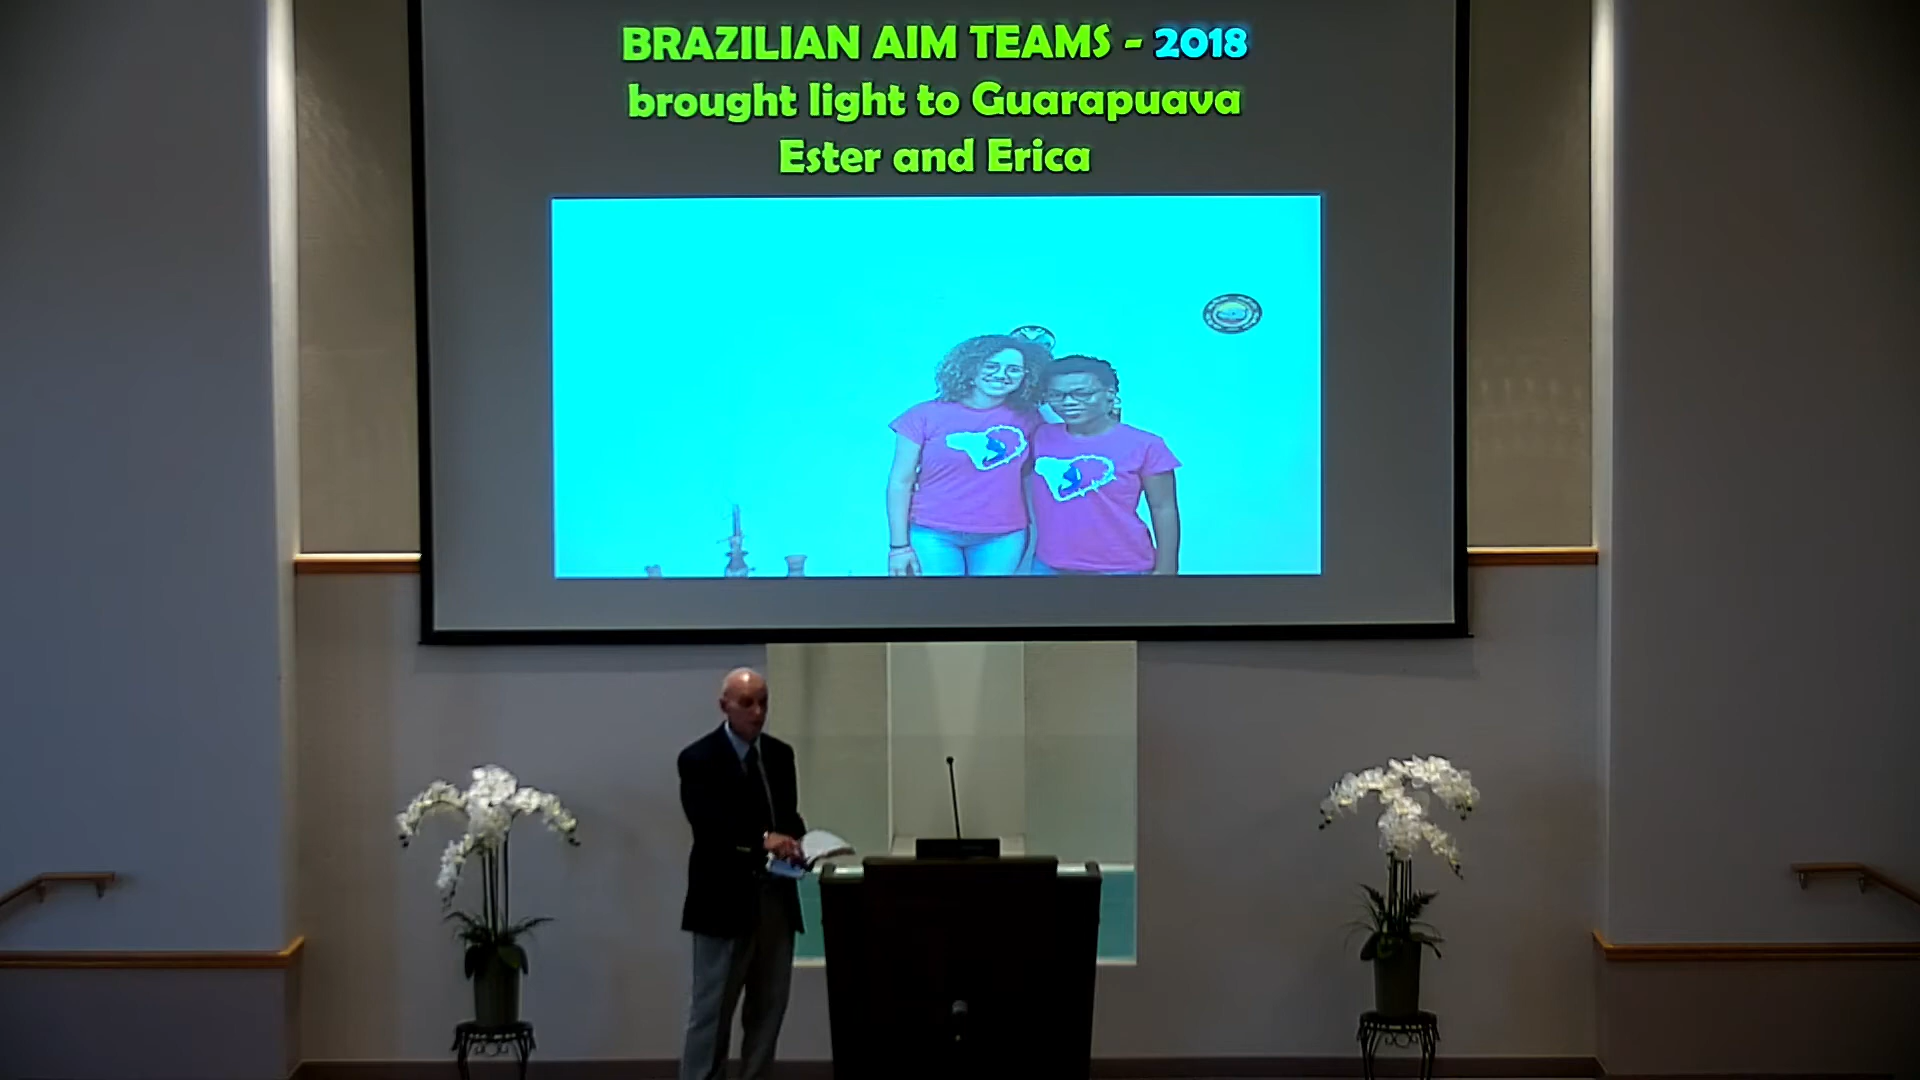 BRAZILIAN AIM TEAMS - 2018
brought light to Guarapuava
Ester and Erica